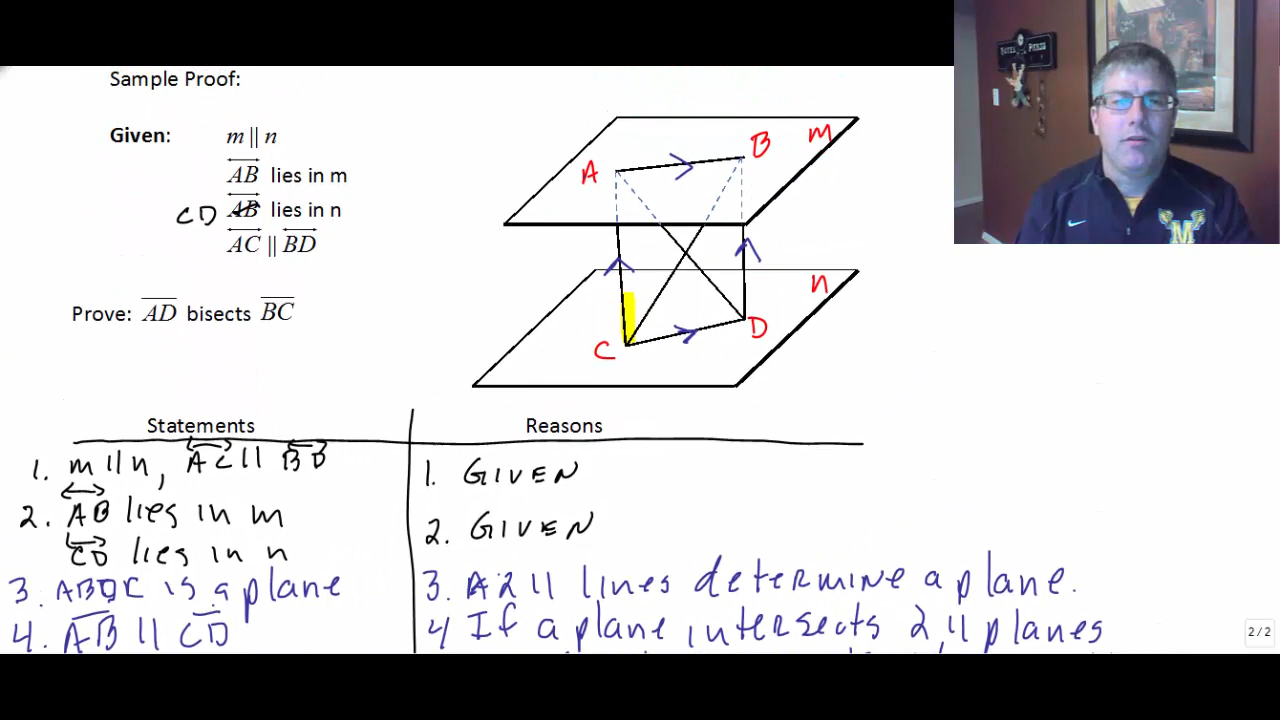 Sample Proof:
Given: m || n
AB lies in m
CD AB lies in n
AC || BD
Prove: AD bisects BC
A
B
m
n
C
D
M
Statements Reasons
1. m || n, AC || BD 1. GIVEN
2. AB lies in m 2. GIVEN
CD lies in n
3. ABDC is a plane 3. A 2 || lines determine a plane.
4. AB || CD 4 If a plane intersects 2 || planes
2 / 2